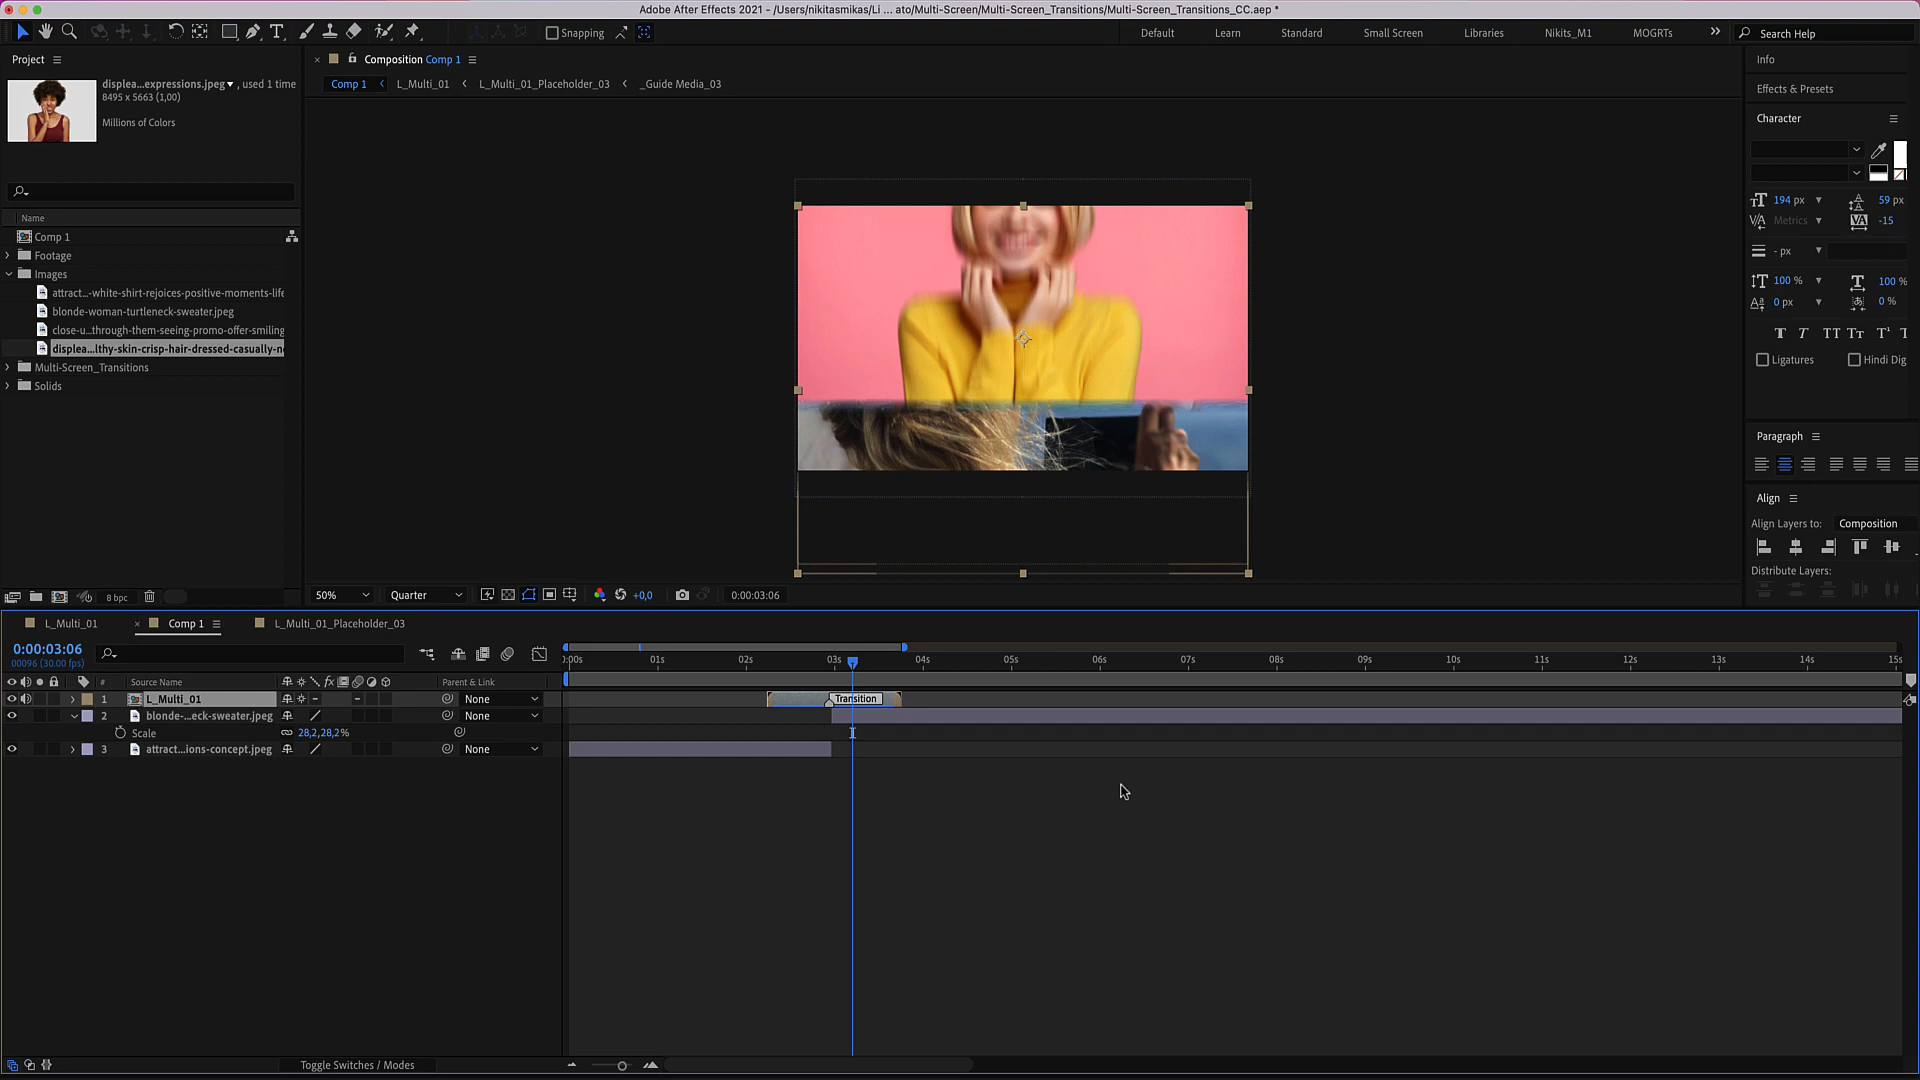 Adobe After Effects 2021 - /Users/nikitasmikas/Li ... ato/Multi-Screen/Multi-Screen_Transitions/Multi-Screen_Transitions_CC.aep *
Snapping
Default
Learn
Standard
Small Screen
Libraries
Nikits_M1
MOGRTs
Search Help
Project
displea...expressions.jpeg , used 1 time
8495 x 5663 (1,00)
Millions of Colors
Name
Comp 1
Footage
Images
attract...-white-shirt-rejoices-positive-moments-life
blonde-woman-turtleneck-sweater.jpeg
close-u...through-them-seeing-promo-offer-smiling
displea...lthy-skin-crisp-hair-dressed-casually-n
Multi-Screen_Transitions
Solids
8 bpc
Composition Comp 1
Comp 1
L_Multi_01
L_Multi_01_Placeholder_03
_Guide Media_03
50%
Quarter
+0,0
0:00:03:06
Info
Effects & Presets
Character
194 px
59 px
Metrics
-15
- px
100 %
100 %
0 px
0 %
Ligatures
Hindi Dig
Paragraph
Align
Align Layers to:
Composition
Distribute Layers:
L_Multi_01
Comp 1
L_Multi_01_Placeholder_03
0:00:03:06
00096 (30.00 fps)
:00s
01s
02s
03s
04s
05s
06s
07s
08s
09s
10s
11s
12s
13s
14s
15s
#
Source Name
Parent & Link
1
L_Multi_01
None
Transition
2
blonde-...eck-sweater.jpeg
None
Scale
28,2,28,2%
3
attract...ions-concept.jpeg
None
Toggle Switches / Modes